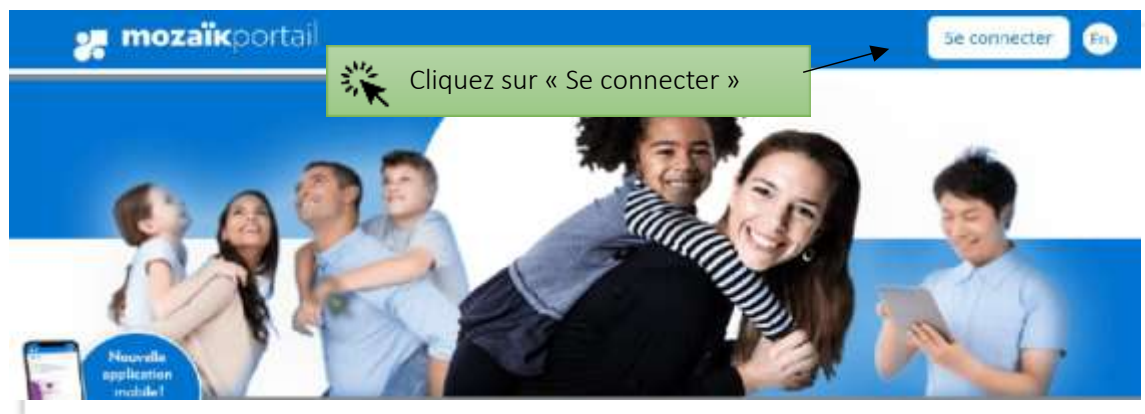 mozaïkportail
Se connecter
En
Cliquez sur « Se connecter »
Nouvelle
application
mobile!